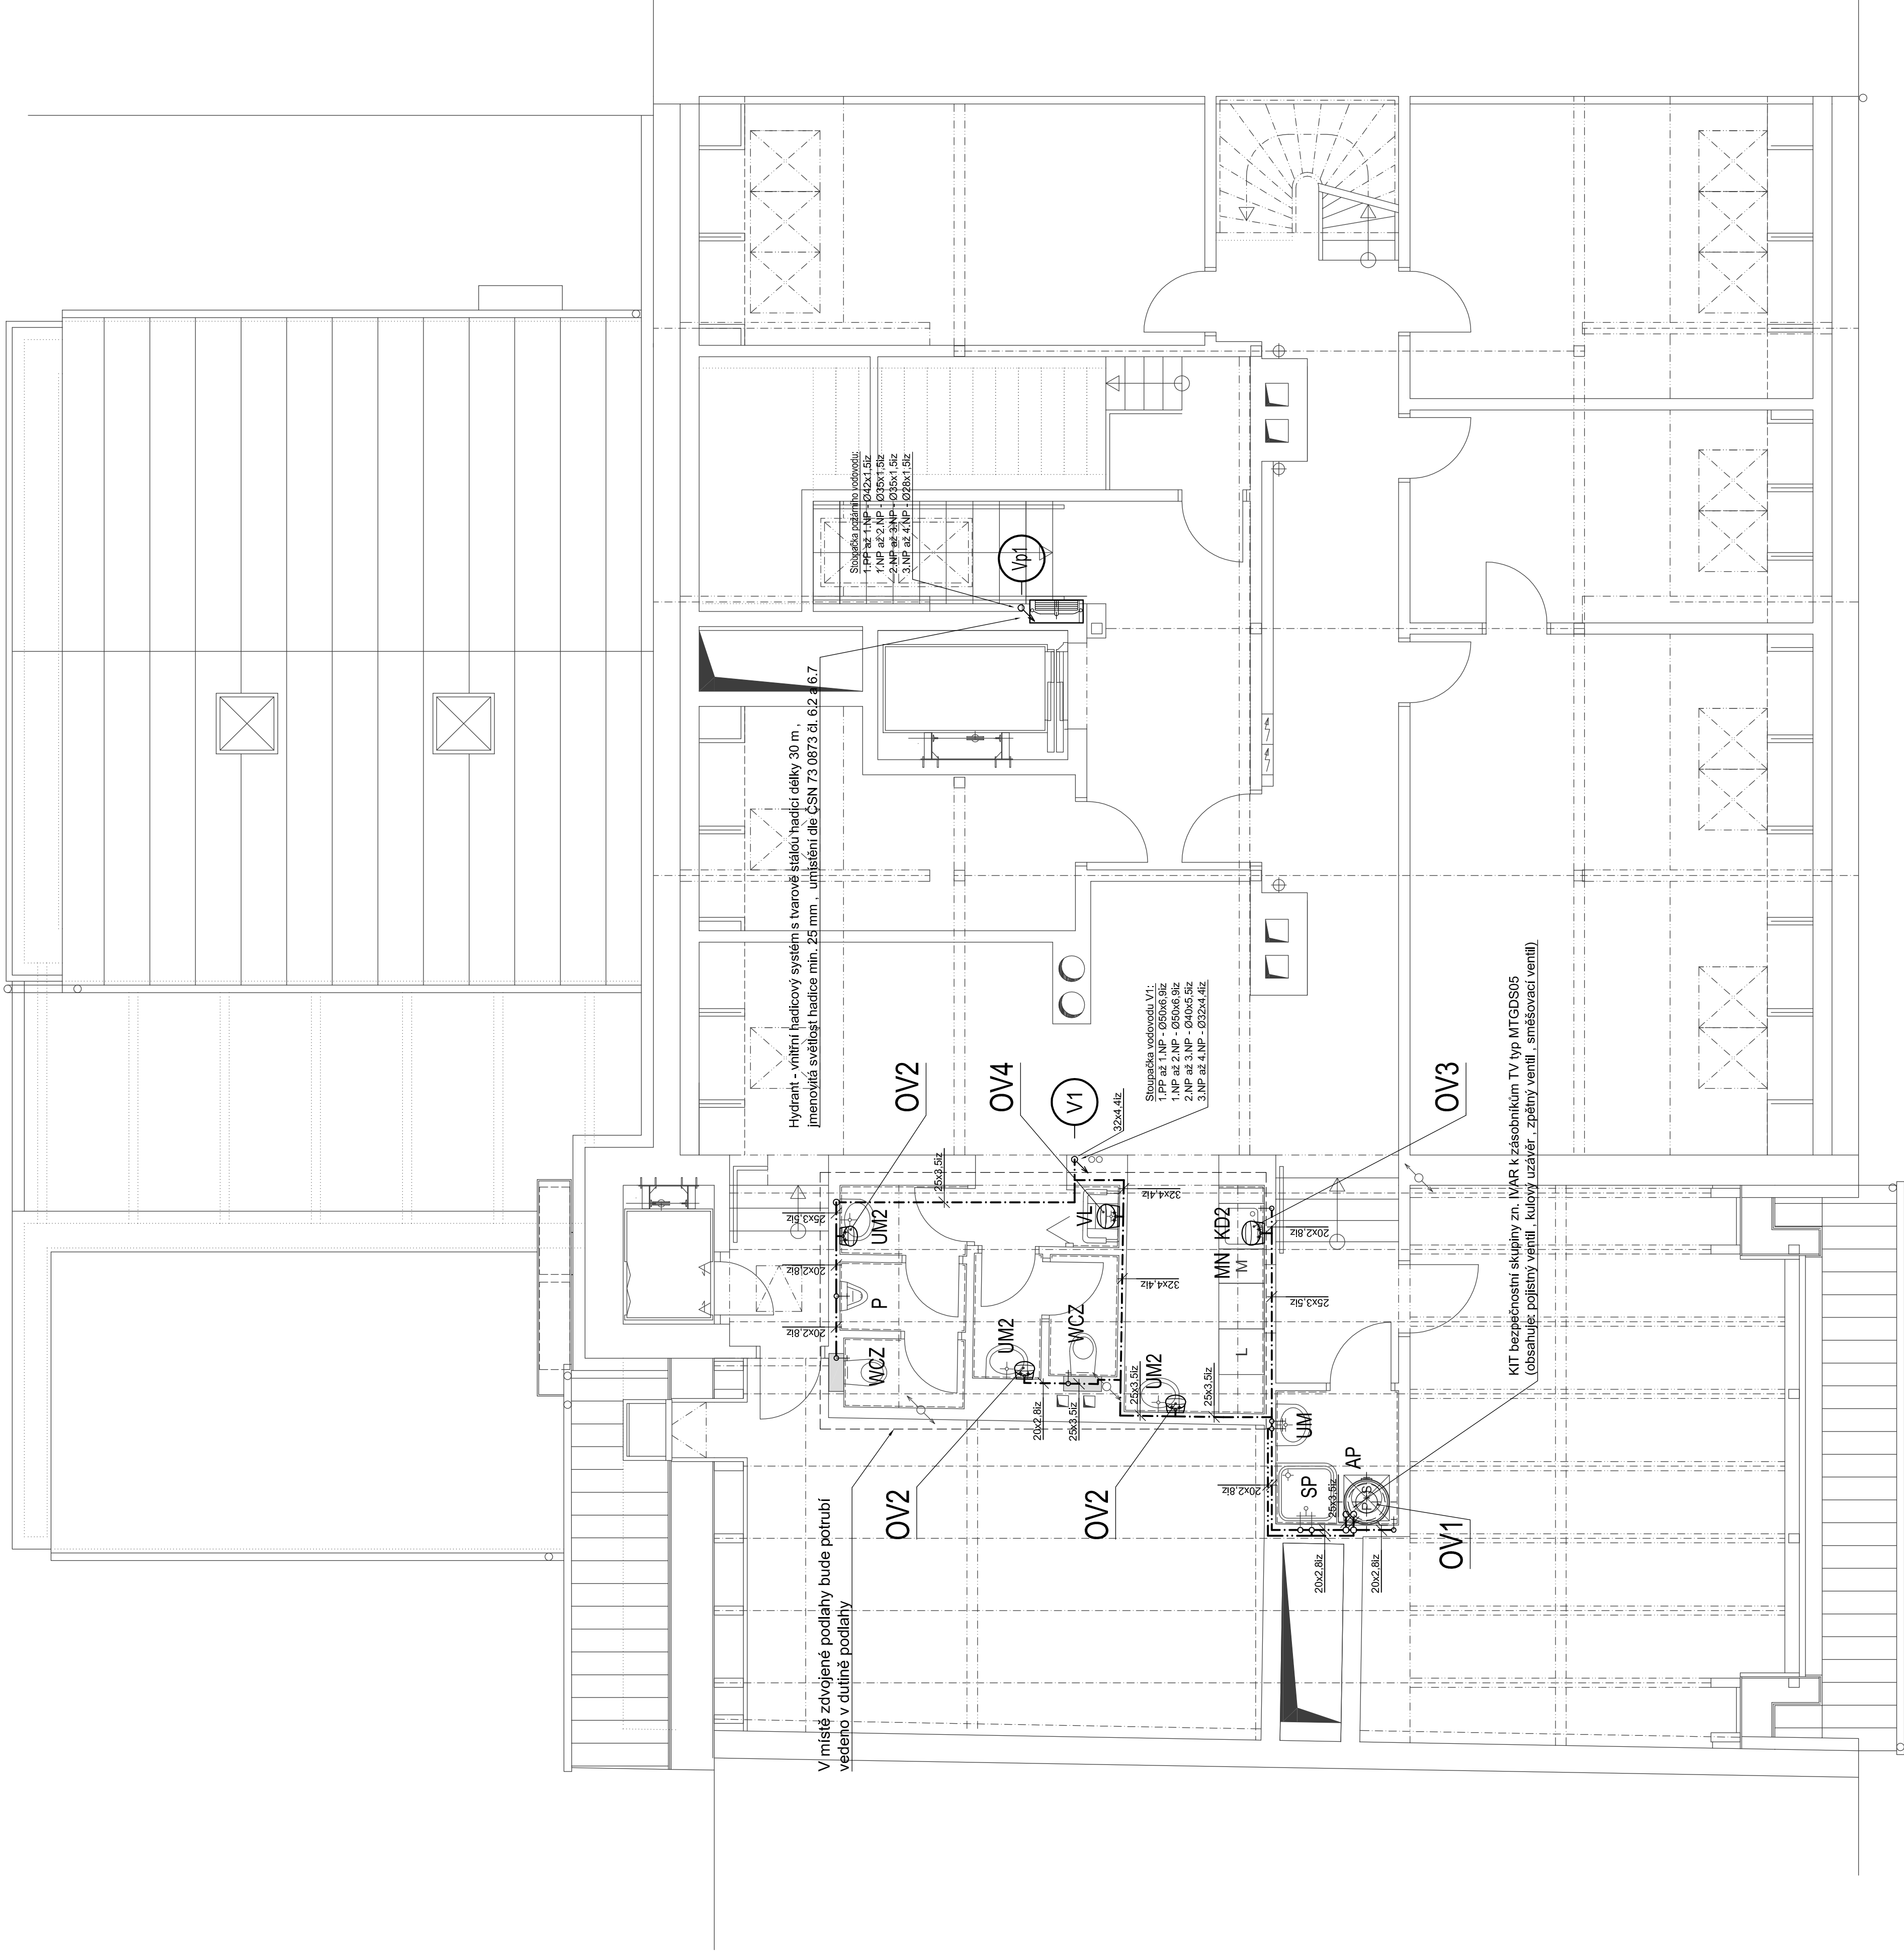 Stoupačka požárního vodovodu:
1.PP až 1.NP - Ø42x1,5iz
1.NP až 2.NP - Ø35x1,5iz
2.NP až 3.NP - Ø35x1,5iz
3.NP až 4.NP - Ø28x1,5iz
Vp1
Hydrant - vnitřní hadicový systém s tvarově stálou hadicí délky 30 m ,
jmenovitá světlost hadice min. 25 mm , umístění dle ČSN 73 0873 čl. 6.2 a 6.7
OV2
OV4
V1
32x4,4iz
Stoupačka vodovodu V1:
1.PP až 1.NP - Ø50x6,9iz
1.NP až 2.NP - Ø50x6,9iz
2.NP až 3.NP - Ø40x5,5iz
3.NP až 4.NP - Ø32x4,4iz
OV3
KIT bezpečnostní skupiny zn. IVAR k zásobníkům TV typ MTGDS05
(obsahuje: pojistný ventil , kulový uzávěr , zpětný ventil , směšovací ventil)
25x3,5iz
25x3,5iz
UM2
20x2,8iz
P
20x2,8iz
WCZ
VL
32x4,4iz
32x4,4iz
UM2
WCZ
20x2,8iz
25x3,5iz
UM2
25x3,5iz
25x3,5iz
KD2
MN
M
L
20x2,8iz
25x3,5iz
UM
SP
AP
20x2,8iz
25x3,5iz
20x2,8iz
20x2,8iz
OV2
OV2
OV1
V místě zdvojené podlahy bude potrubí
vedeno v dutině podlahy